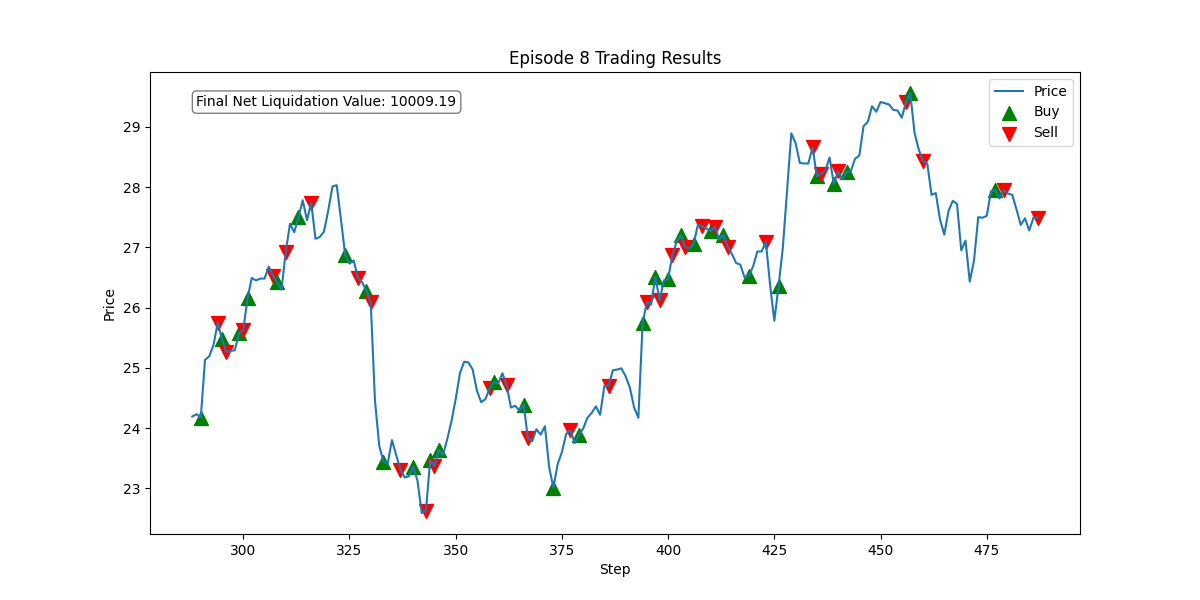 Episode 8 Trading Results
Final Net Liquidation Value: 10009.19
Price
Buy
Sell
29
28
27
26
25
24
23
Price
300
325
350
375
400
425
450
475
Step